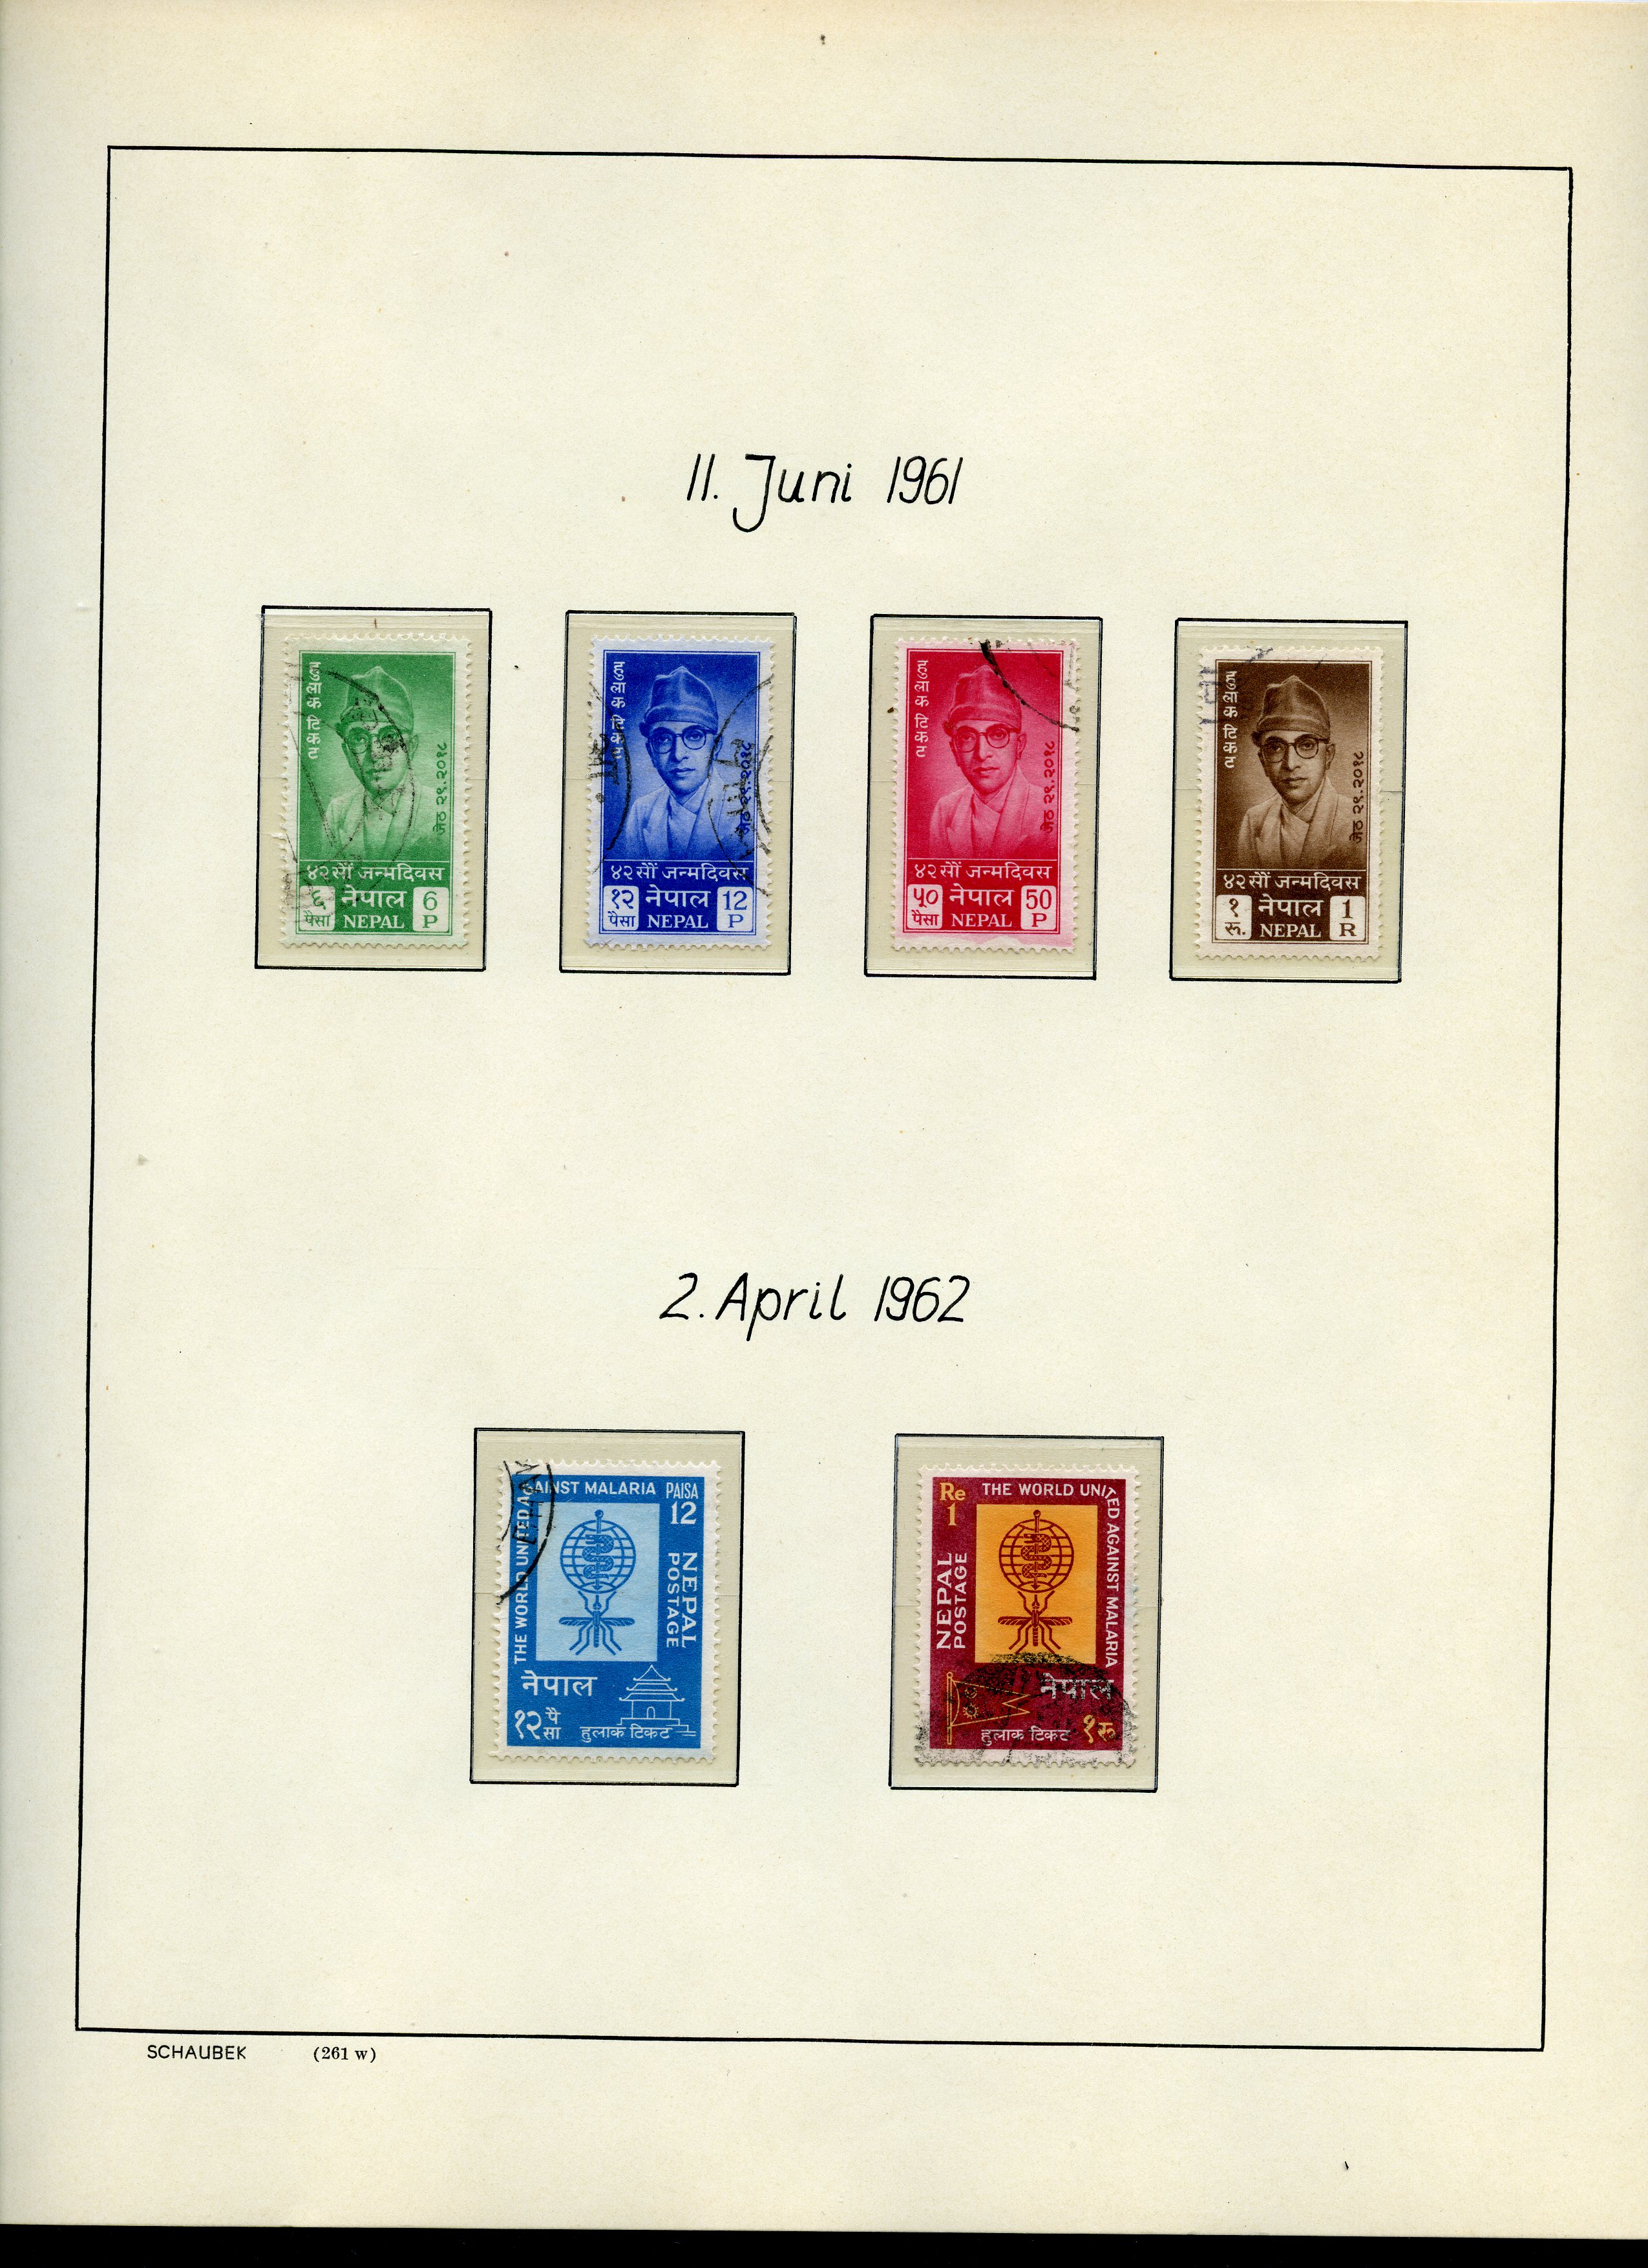 11. Juni 1961
हुलाक टिकट
जेठ २९.२०१८
४२सौं जन्मदिवस
६ नेपाल 6
पैसा NEPAL P
हुलाक टिकट
जेठ २९.२०१८
४२सौं जन्मदिवस
१२ नेपाल 12
पैसा NEPAL P
हुलाक टिकट
जेठ २९.२०१८
४२सौं जन्मदिवस
५० नेपाल 50
पैसा NEPAL P
हुलाक टिकट
जेठ २९.२०१८
४२सौं जन्मदिवस
१ नेपाल 1
रू. NEPAL R
2. April 1962
THE WORLD UNITED AGAINST MALARIA
PAISA
12
NEPAL
POSTAGE
नेपाल
१२ पैसा
हुलाक टिकट
Re
1
THE WORLD UNITED AGAINST MALARIA
NEPAL
POSTAGE
नेपाल
हुलाक टिकट १रू
SCHAUBEK (261 w)